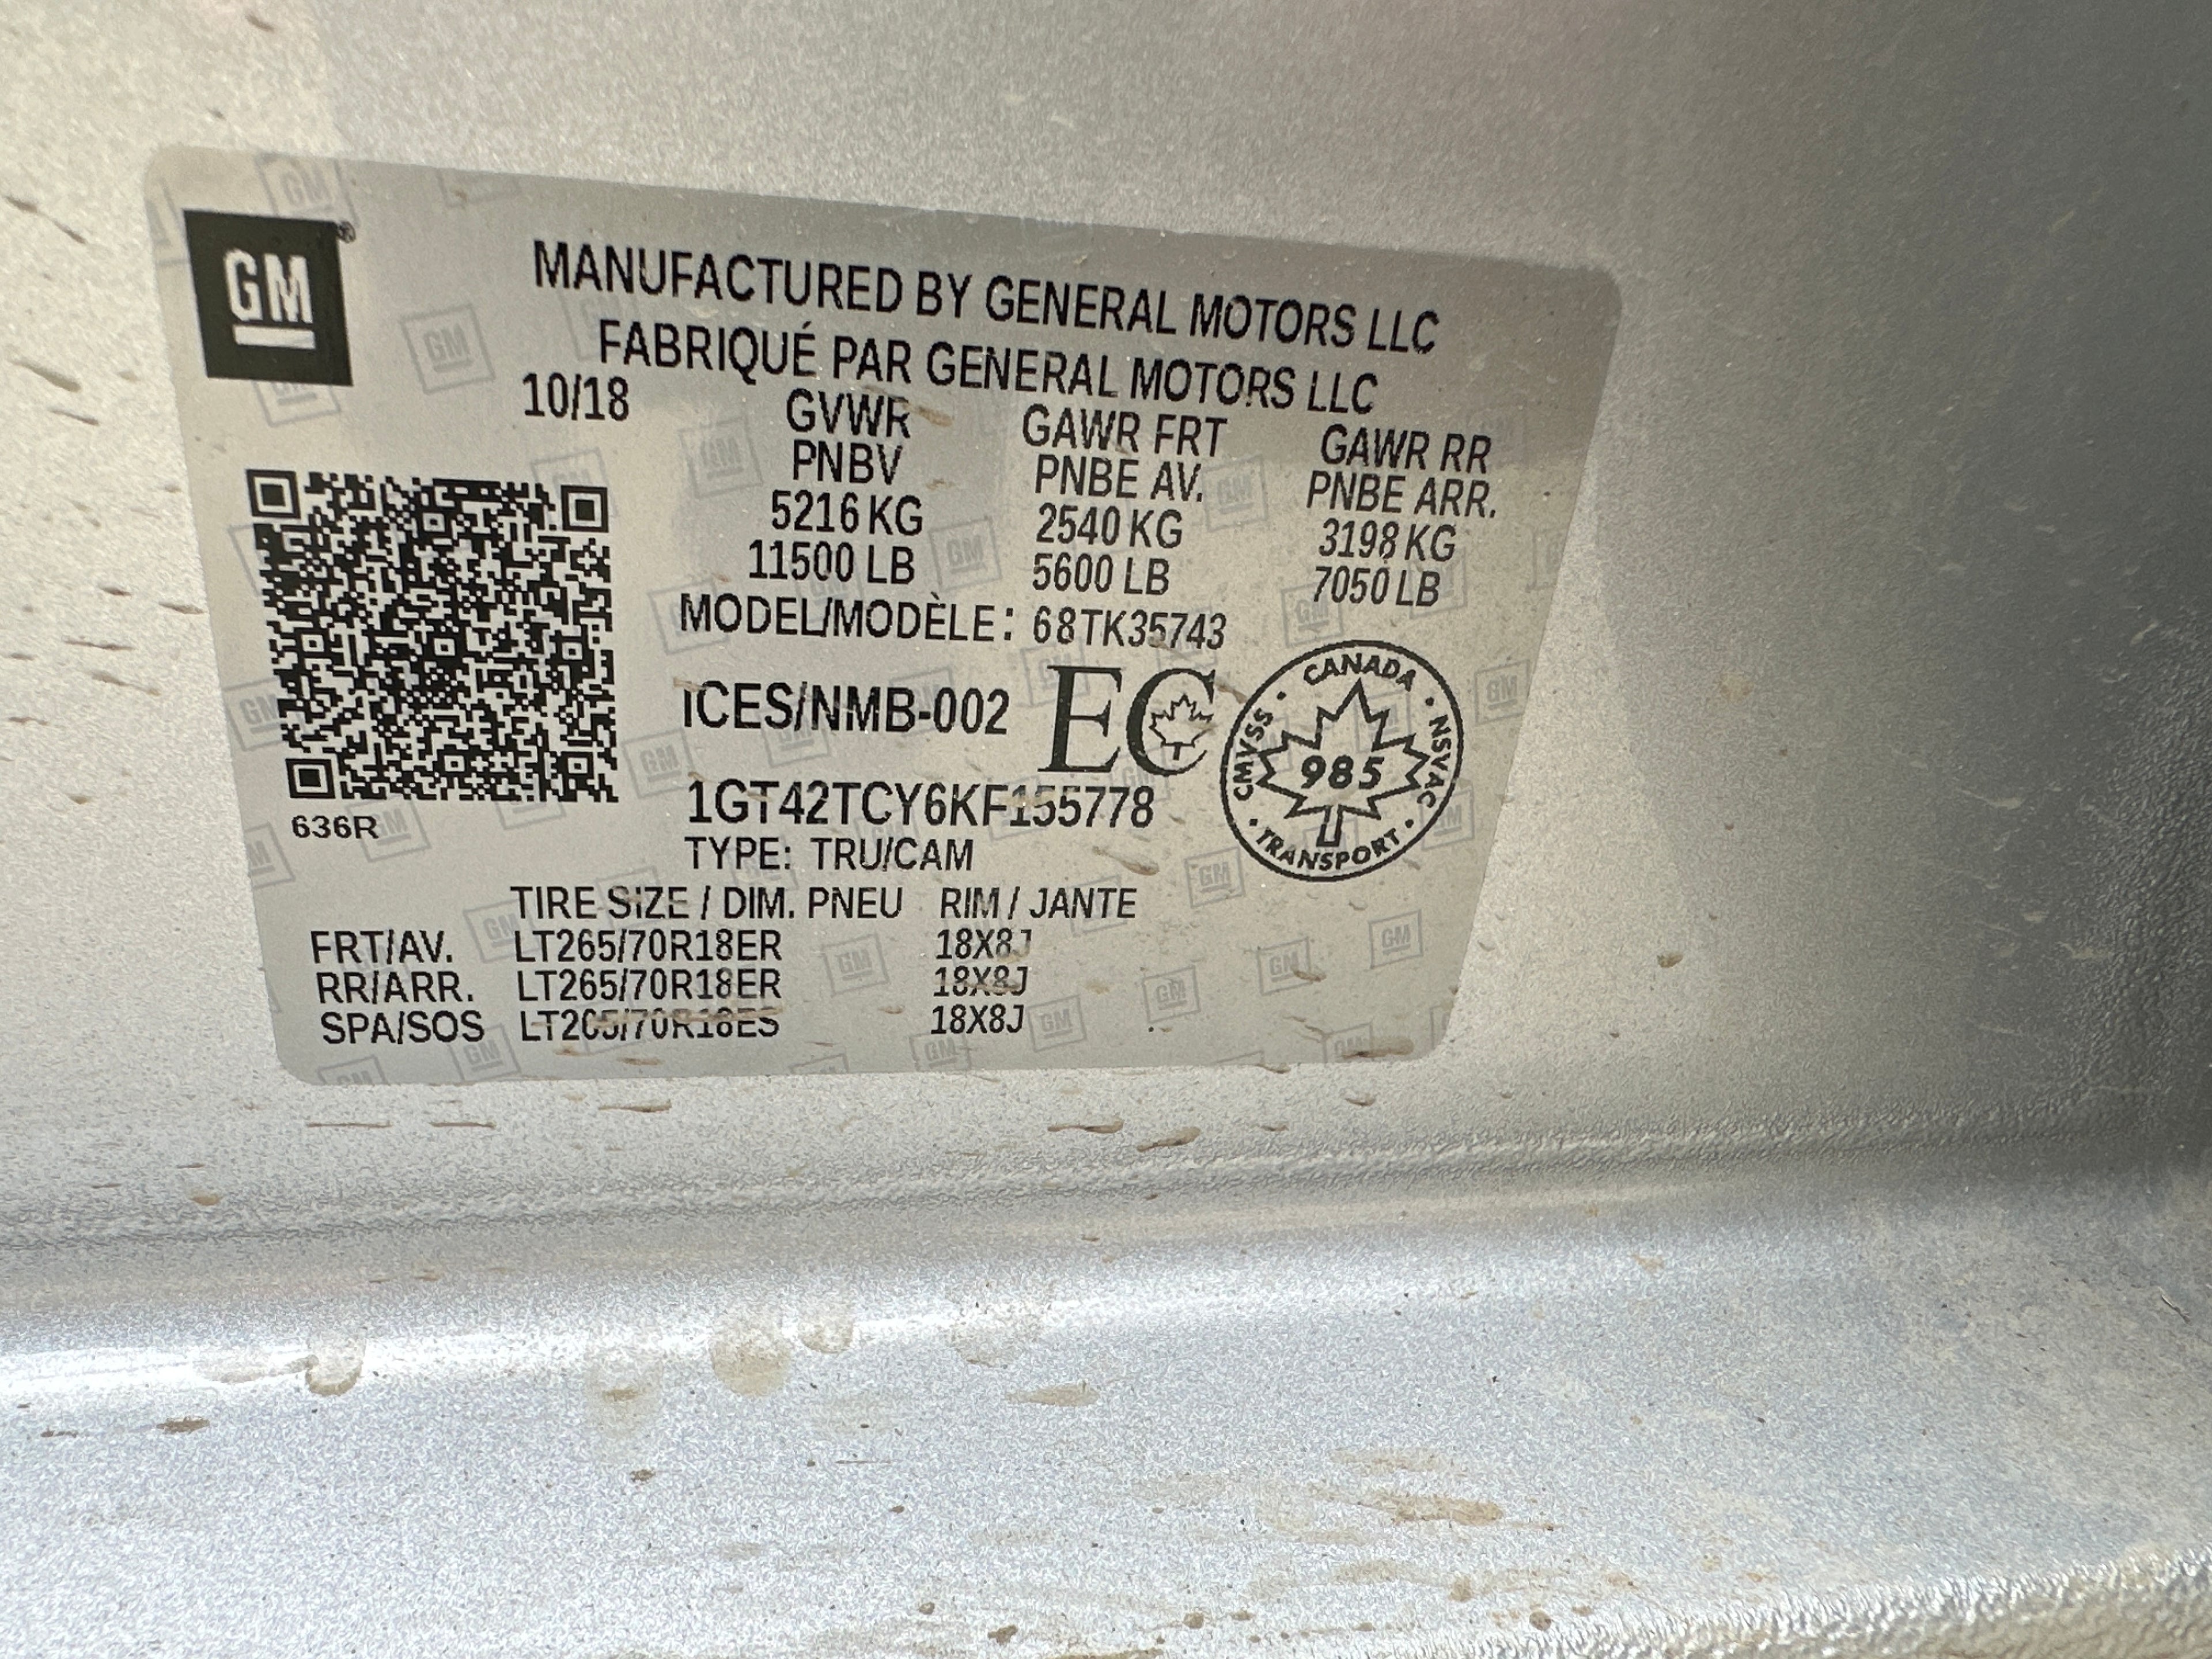 GM®
MANUFACTURED BY GENERAL MOTORS LLC
FABRIQUÉ PAR GENERAL MOTORS LLC
10/18 GVWR GAWR FRT GAWR RR
PNBV PNBE AV. PNBE ARR.
5216 KG 2540 KG 3198 KG
11500 LB 5600 LB 7050 LB
MODEL/MODÈLE: 68TK35743
ICES/NMB-002 EC
CANADA · NSVAC · TRANSPORT · CMVSS ·
985
1GT42TCY6KF155778
636R
TYPE: TRU/CAM
TIRE SIZE / DIM. PNEU RIM / JANTE
FRT/AV. LT265/70R18ER 18X8J
RR/ARR. LT265/70R18ER 18X8J
SPA/SOS LT265/70R18ES 18X8J